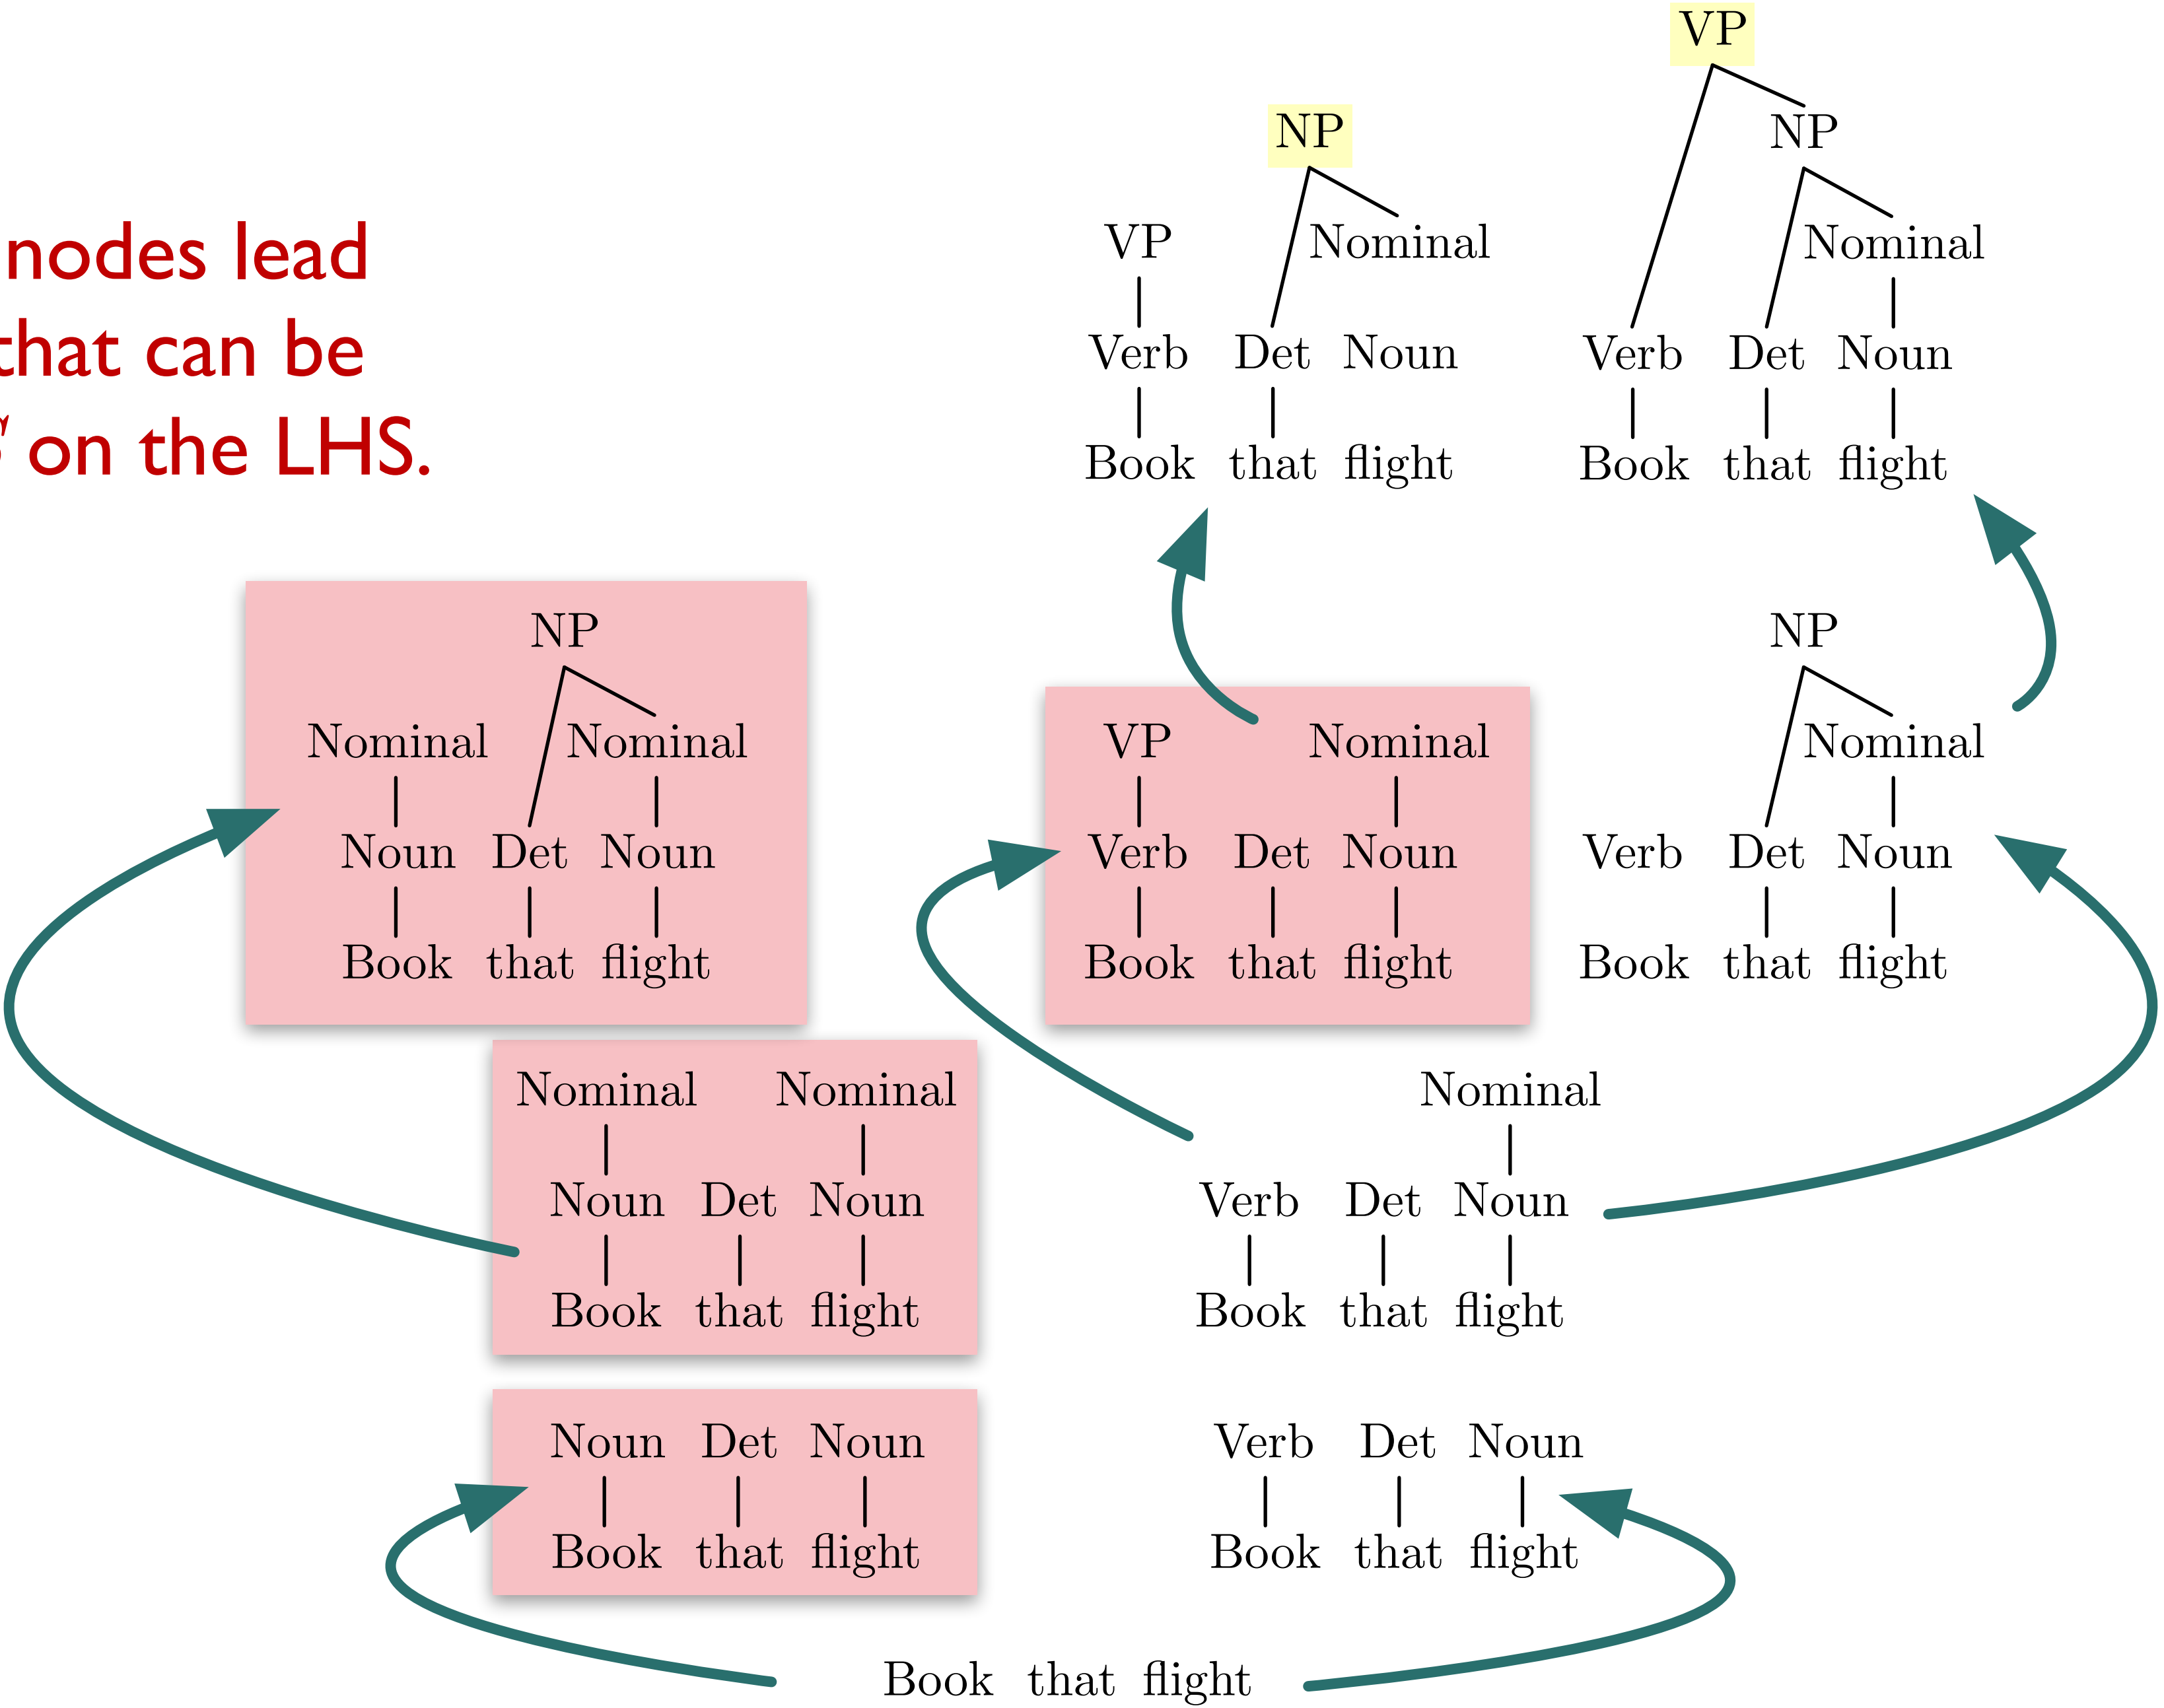 nodes lead
that can be
on the LHS.
VP
NP
NP
VP Nominal
Nominal
Verb Det Noun
Verb Det Noun
Book that flight
Book that flight
NP
Nominal Nominal
Noun Det Noun
Book that flight
VP Nominal
Verb Det Noun
Book that flight
NP
Nominal
Verb Det Noun
Book that flight
Nominal Nominal
Noun Det Noun
Book that flight
Nominal
Verb Det Noun
Book that flight
Noun Det Noun
Book that flight
Verb Det Noun
Book that flight
Book that flight